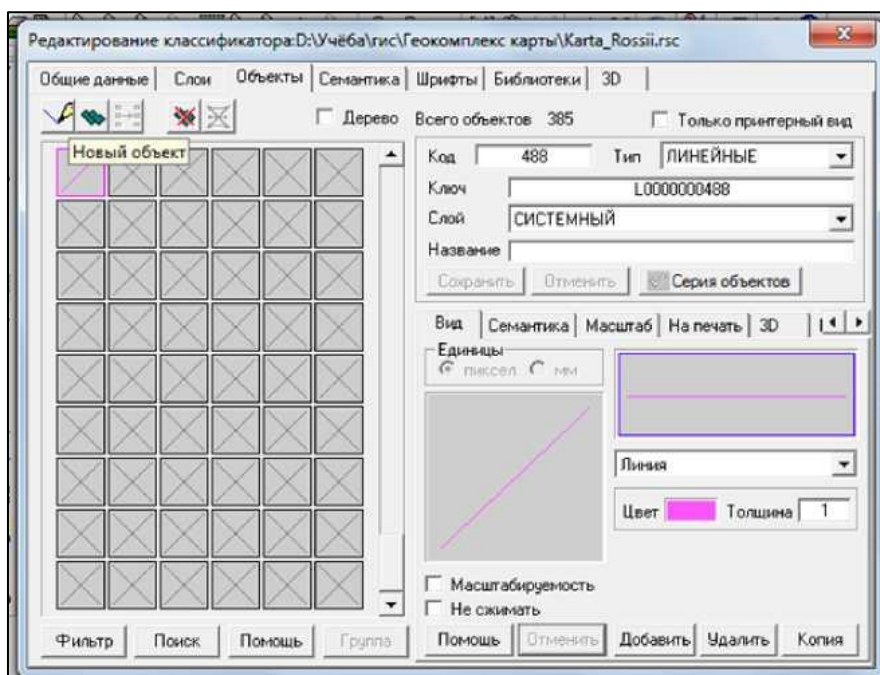 Редактирование классификатора:D:\Учёба\гис\Геокомплекс карты\Karta_Rossii.rsc
Общие данные Слои Объекты Семантика Шрифты Библиотеки 3D
Дерево Всего объектов 385 Только принтерный вид
Новый объект
Код 488 Тип ЛИНЕЙНЫЕ
Ключ L0000000488
Слой СИСТЕМНЫЙ
Название
Сохранить Отменить Серия объектов
Вид Семантика Масштаб На печать 3D
Единицы
пиксел мм
Линия
Цвет Толщина 1
Масштабируемость
Не сжимать
Фильтр Поиск Помощь Группа Помощь Отменить Добавить Удалить Копия